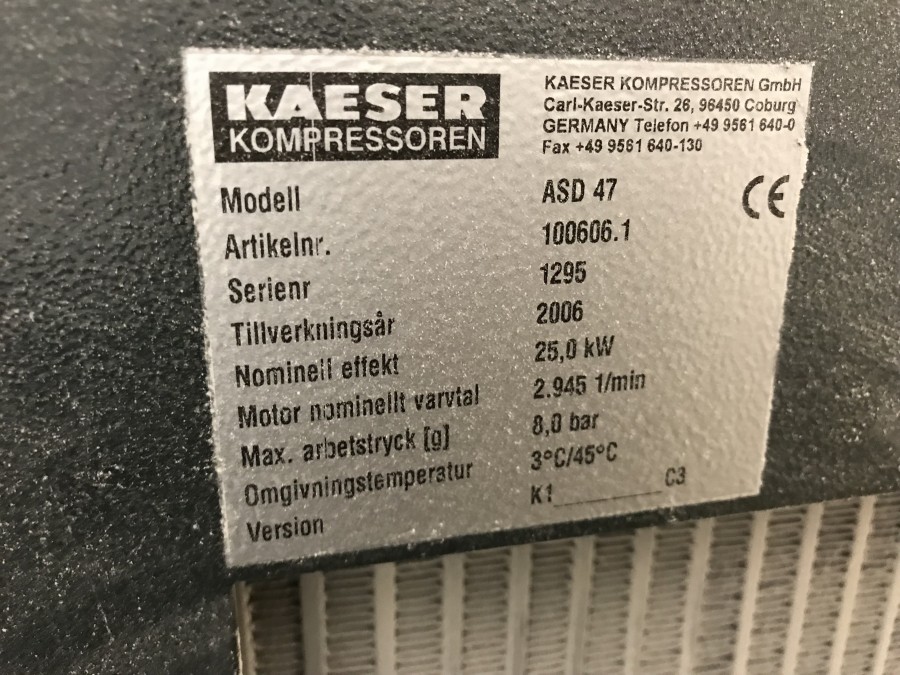 KAESER
KOMPRESSOREN
KAESER KOMPRESSOREN GmbH
Carl-Kaeser-Str. 26, 96450 Coburg
GERMANY Telefon +49 9561 640-0
Fax +49 9561 640-130
CE
Modell ASD 47
Artikelnr. 100606.1
Serienr 1295
Tillverkningsår 2006
Nominell effekt 25,0 kW
Motor nominellt varvtal 2.945 1/min
Max. arbetstryck [g] 8,0 bar
Omgivningstemperatur 3°C/45°C
Version K1________C3